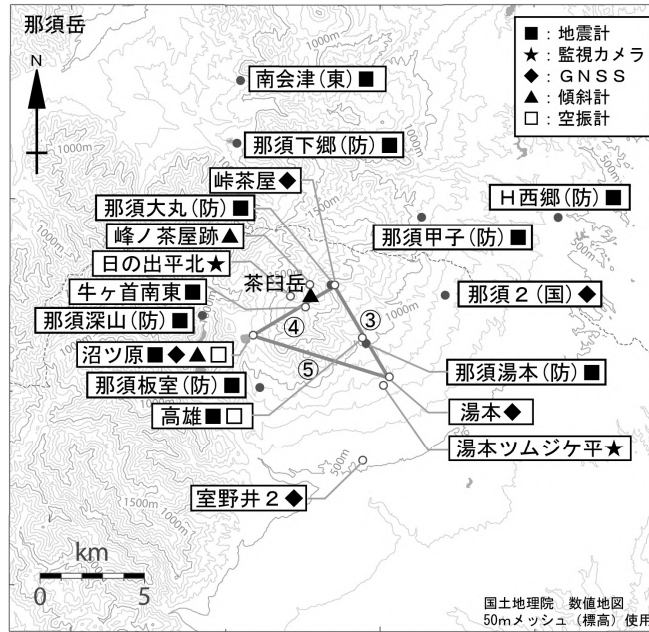 那須岳
N
■：地震計
★：監視カメラ
◆：ＧＮＳＳ
▲：傾斜計
□：空振計
1000m
南会津(東)■
那須下郷(防)■
1000m
1000m
峠茶屋◆
那須大丸(防)■
1500m
Ｈ西郷(防)■
峰ノ茶屋跡▲
那須甲子(防)■
日の出平北★
茶臼岳
牛ヶ首南東■
那須２(国)◆
那須深山(防)■
④
③
1000m
沼ツ原■◆▲□
⑤
那須板室(防)■
那須湯本(防)■
1000m
高雄■□
湯本◆
湯本ツムジケ平★
500m
室野井２◆
1500m
1000m
km
0 5
国土地理院　数値地図
50mメッシュ（標高）使用